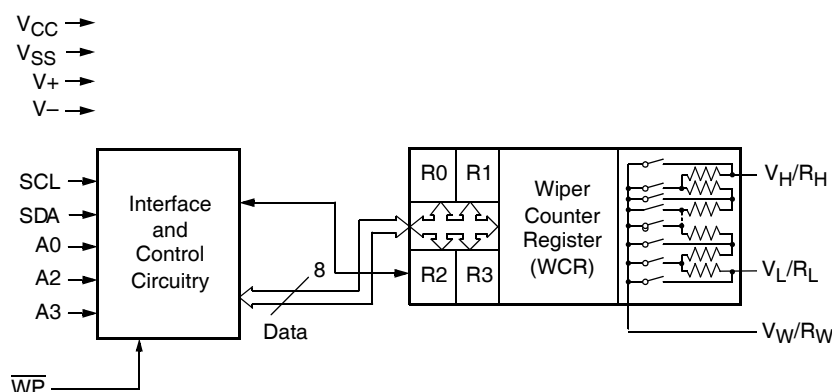 VCC
VSS
V+
V−
SCL
SDA
A0
A2
A3
WP
Interface
and
Control
Circuitry
8
Data
R0 R1
R2 R3
Wiper
Counter
Register
(WCR)
VH/RH
VL/RL
VW/RW